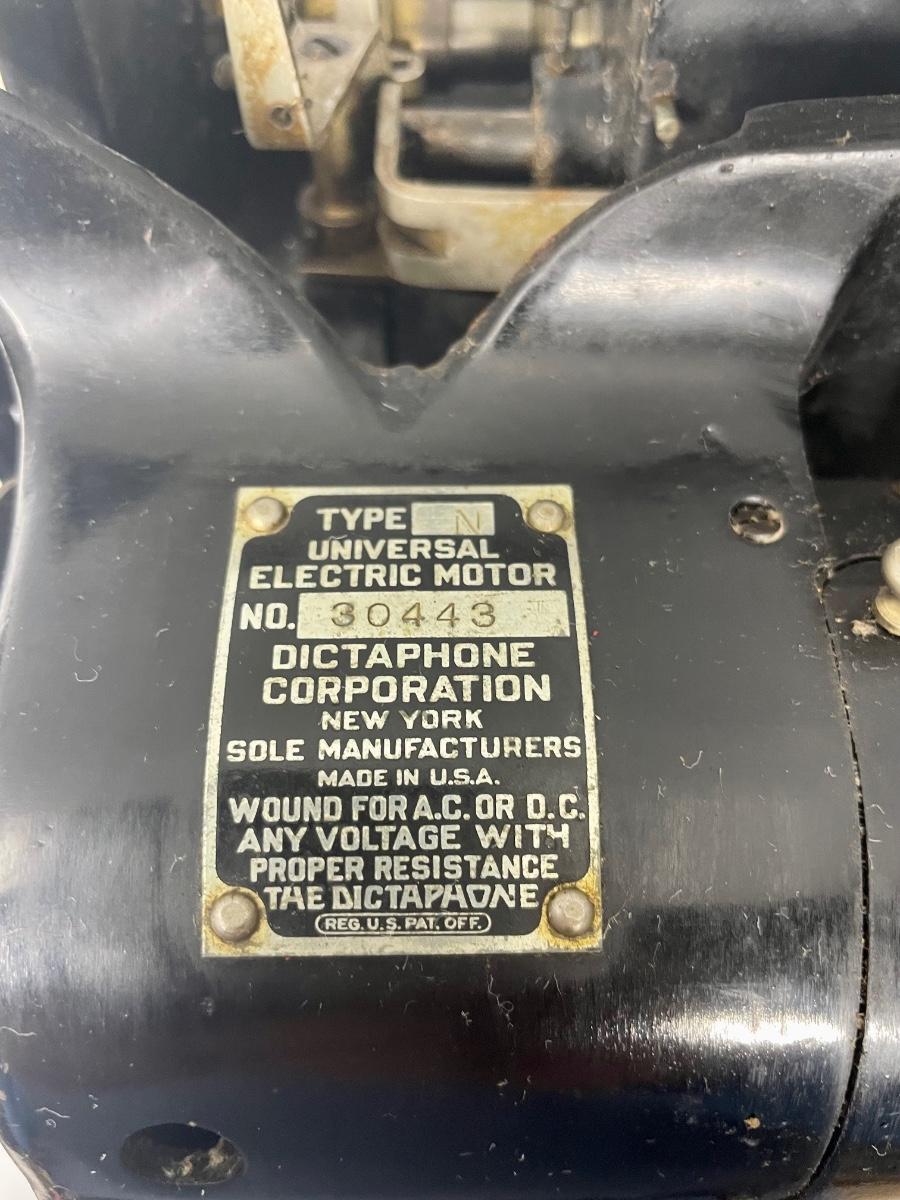 TYPE N
UNIVERSAL
ELECTRIC MOTOR
NO. 30443
DICTAPHONE
CORPORATION
NEW YORK
SOLE MANUFACTURERS
MADE IN U.S.A.
WOUND FOR A.C. OR D.C.
ANY VOLTAGE WITH
PROPER RESISTANCE
THE DICTAPHONE
REG. U.S. PAT. OFF.